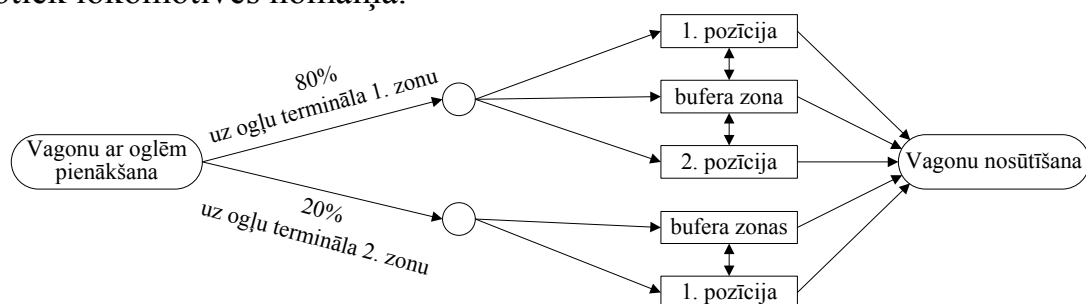 lokomotīves nomaiņa.
1. pozīcija
80%
uz ogļu termināla 1. zonu
bufera zona
Vagonu ar oglēm
pienākšana
2. pozīcija
Vagonu nosūtīšana
20%
uz ogļu termināla 2. zonu
bufera zonas
1. pozīcija